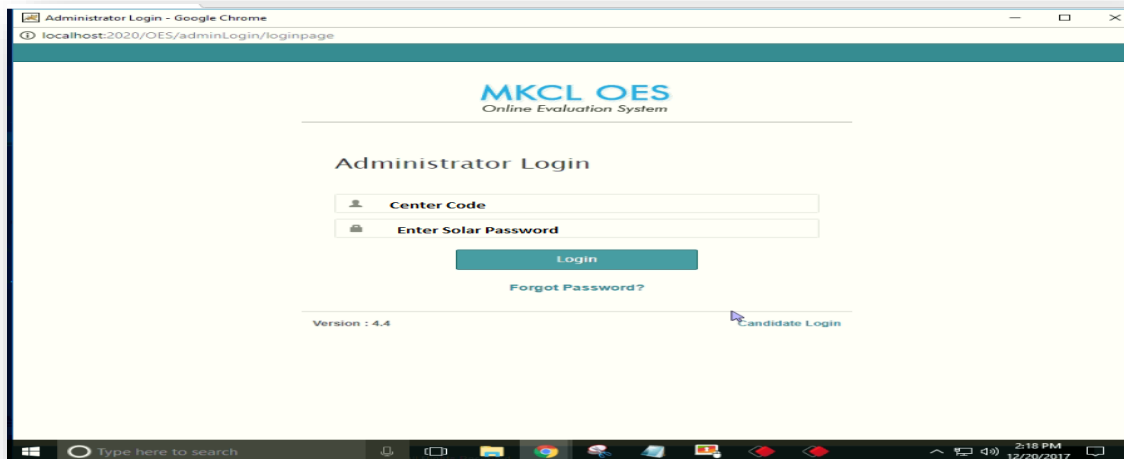 Administrator Login - Google Chrome
localhost:2020/OES/adminLogin/loginpage
MKCL OES
Online Evaluation System
Administrator Login
Center Code
Enter Solar Password
Login
Forgot Password?
Version : 4.4
Candidate Login
Type here to search
2:18 PM
12/20/2017